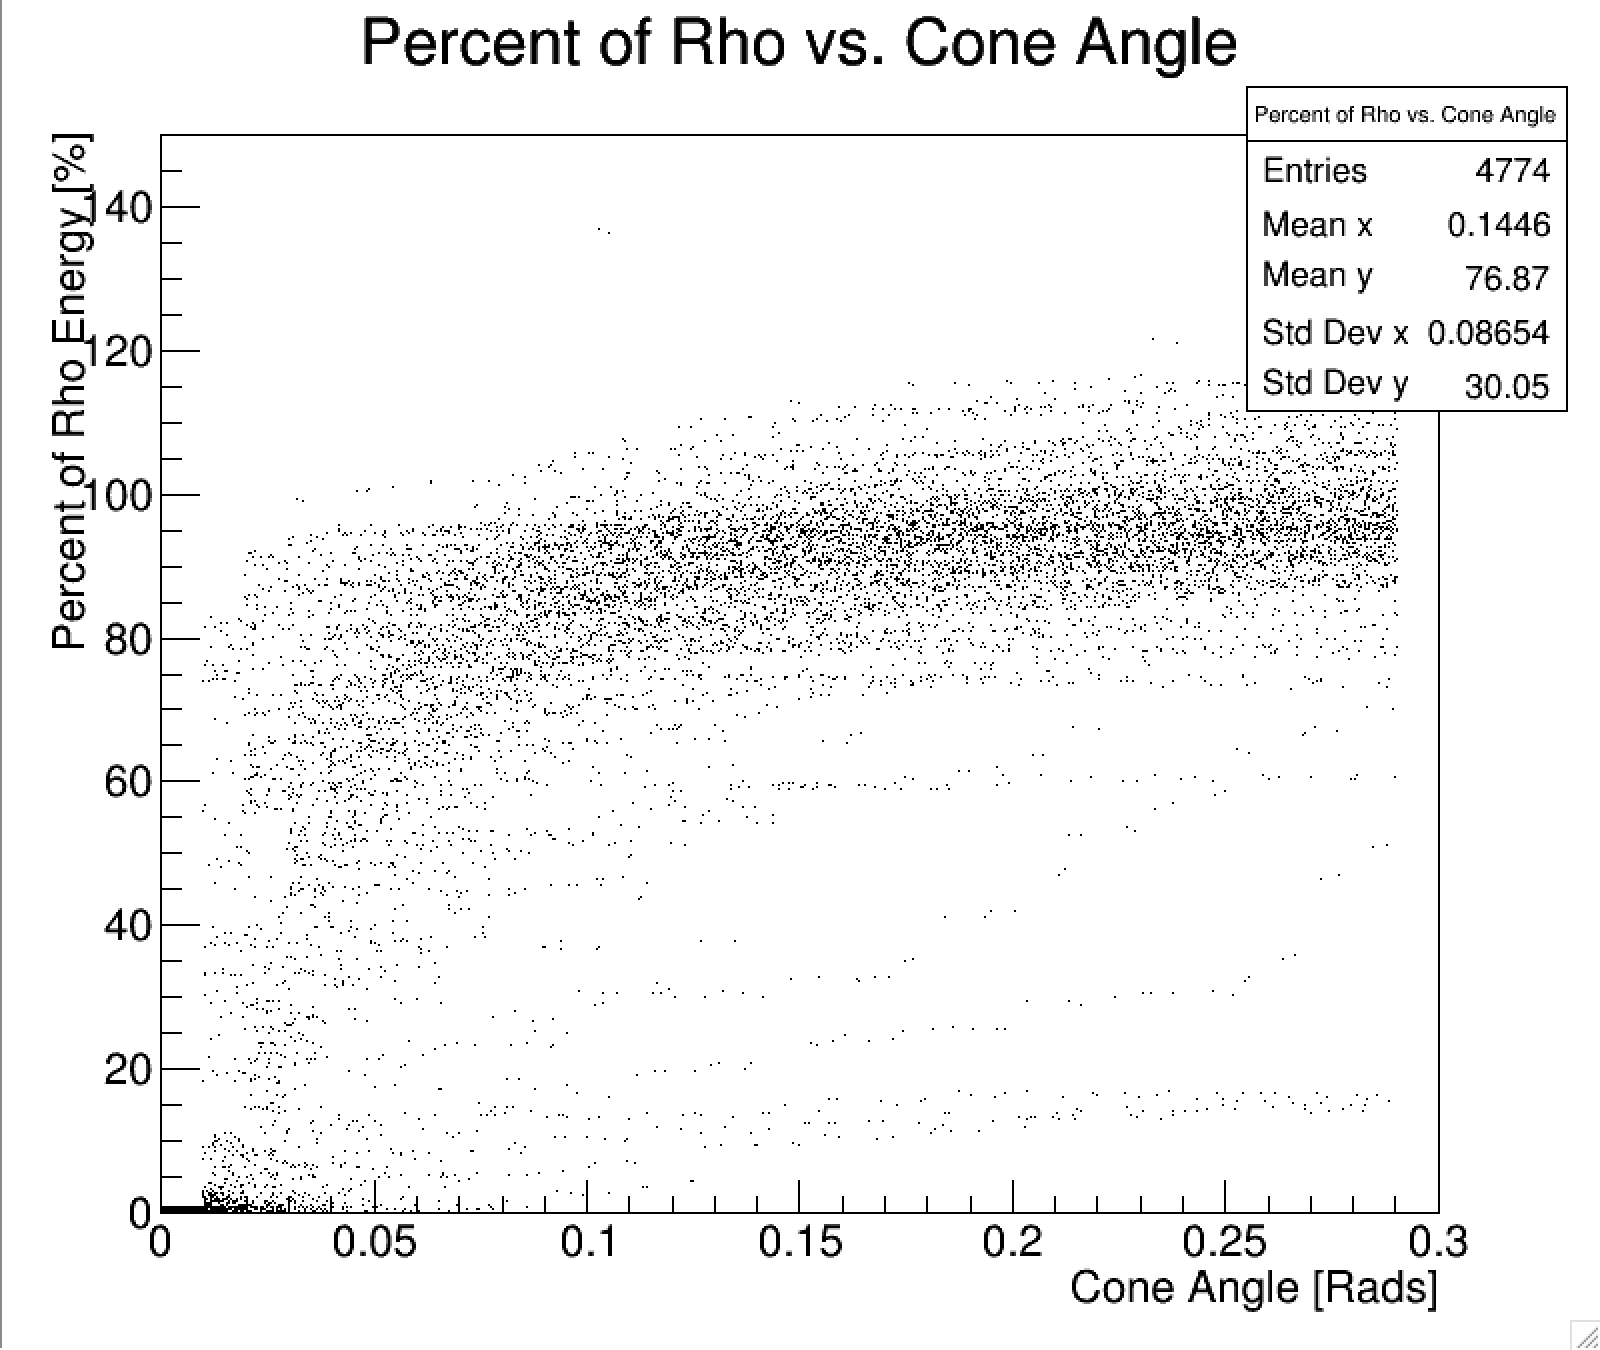 Percent of Rho vs. Cone Angle
Percent of Rho vs. Cone Angle
Entries 4774
Mean x 0.1446
Mean y 76.87
Std Dev x 0.08654
Std Dev y 30.05
Percent of Rho Energy [%]
140
120
100
80
60
40
20
0
0 0.05 0.1 0.15 0.2 0.25 0.3
Cone Angle [Rads]